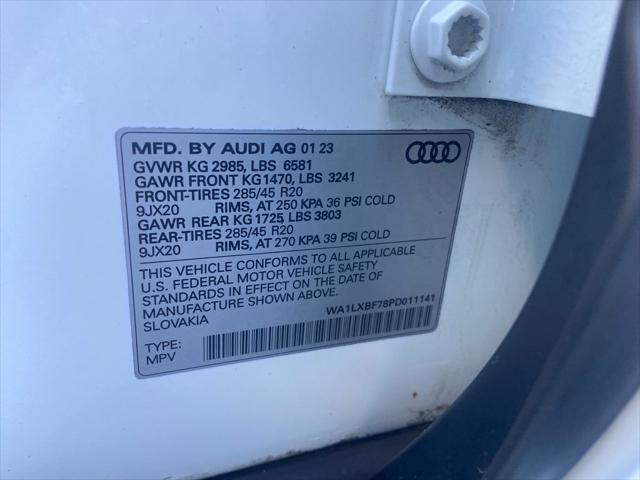 MFD. BY AUDI AG 01 23
GVWR KG 2985, LBS 6581
GAWR FRONT KG 1470, LBS 3241
FRONT-TIRES 285/45 R20
9JX20 RIMS, AT 250 KPA 36 PSI COLD
GAWR REAR KG 1725, LBS 3803
REAR-TIRES 285/45 R20
9JX20 RIMS, AT 270 KPA 39 PSI COLD
THIS VEHICLE CONFORMS TO ALL APPLICABLE
U.S. FEDERAL MOTOR VEHICLE SAFETY
STANDARDS IN EFFECT ON THE DATE OF
MANUFACTURE SHOWN ABOVE.
SLOVAKIA
WA1LXBF78PD011141
TYPE:
MPV